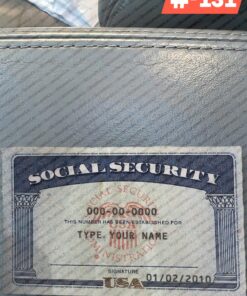 #-131
SOCIAL SECURITY
000-00-0000
THIS NUMBER HAS BEEN ESTABLISHED FOR
TYPE YOUR NAME
SIGNATURE
01/02/2010
USA